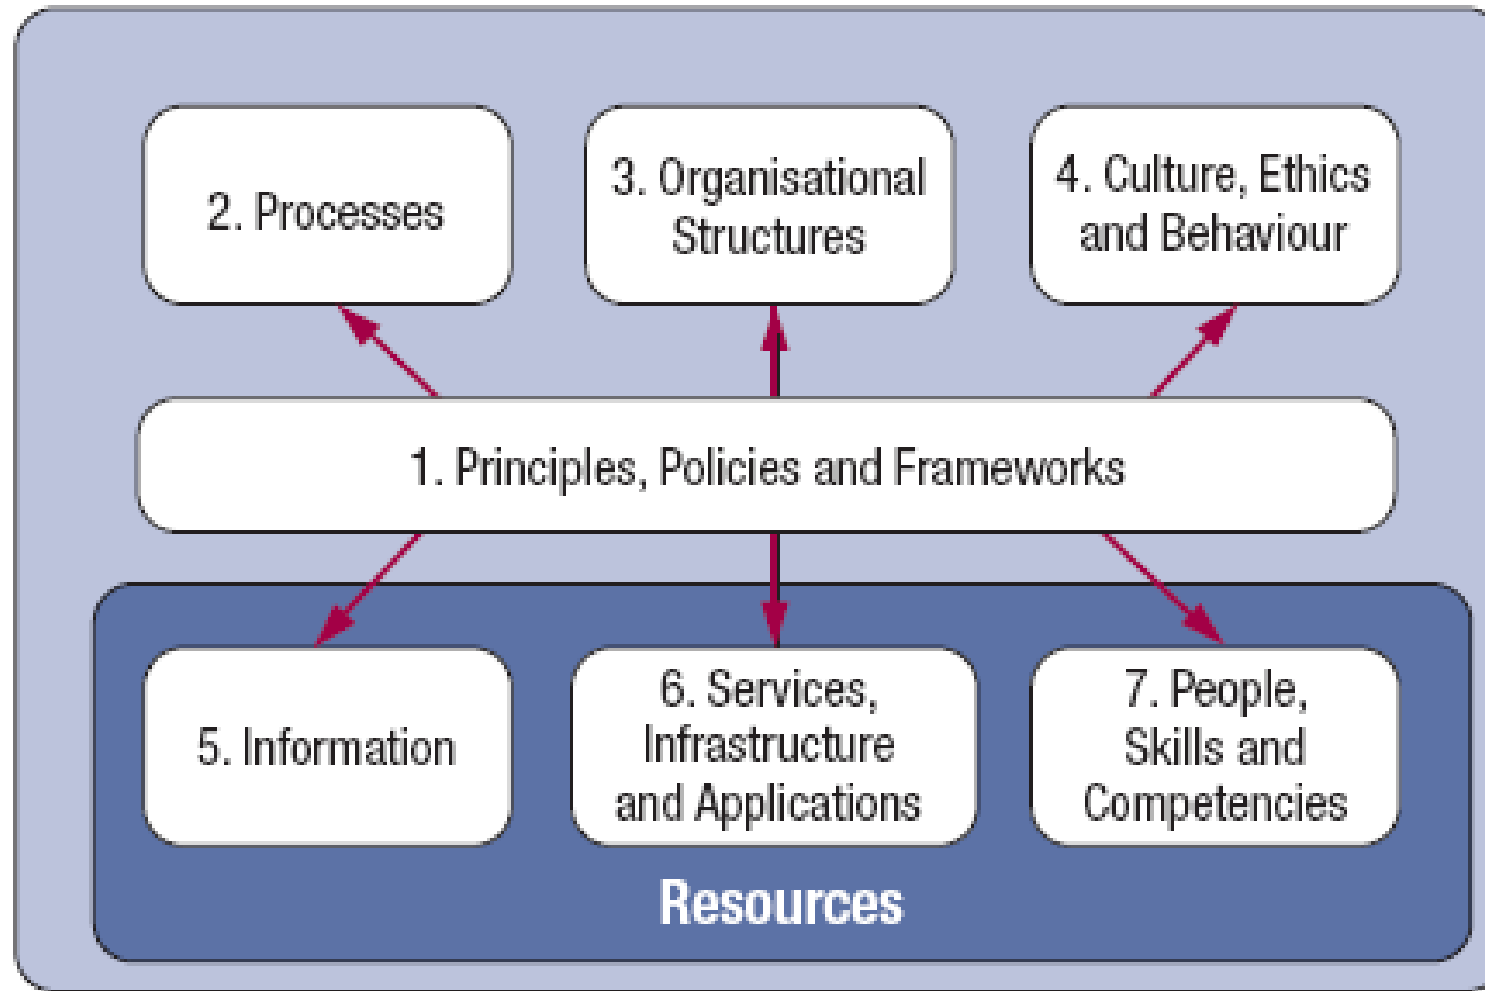 2. Processes
3. Organisational
Structures
4. Culture, Ethics
and Behaviour
1. Principles, Policies and Frameworks
5. Information
6. Services,
Infrastructure
and Applications
7. People,
Skills and
Competencies
Resources